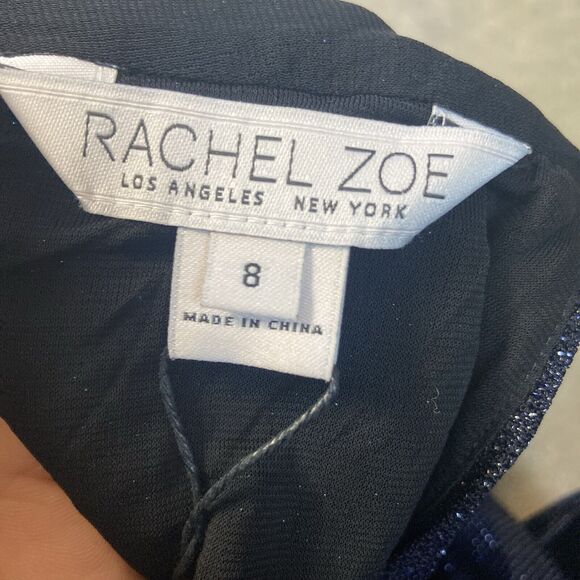 RACHEL ZOE
LOS ANGELES NEW YORK
8
MADE IN CHINA